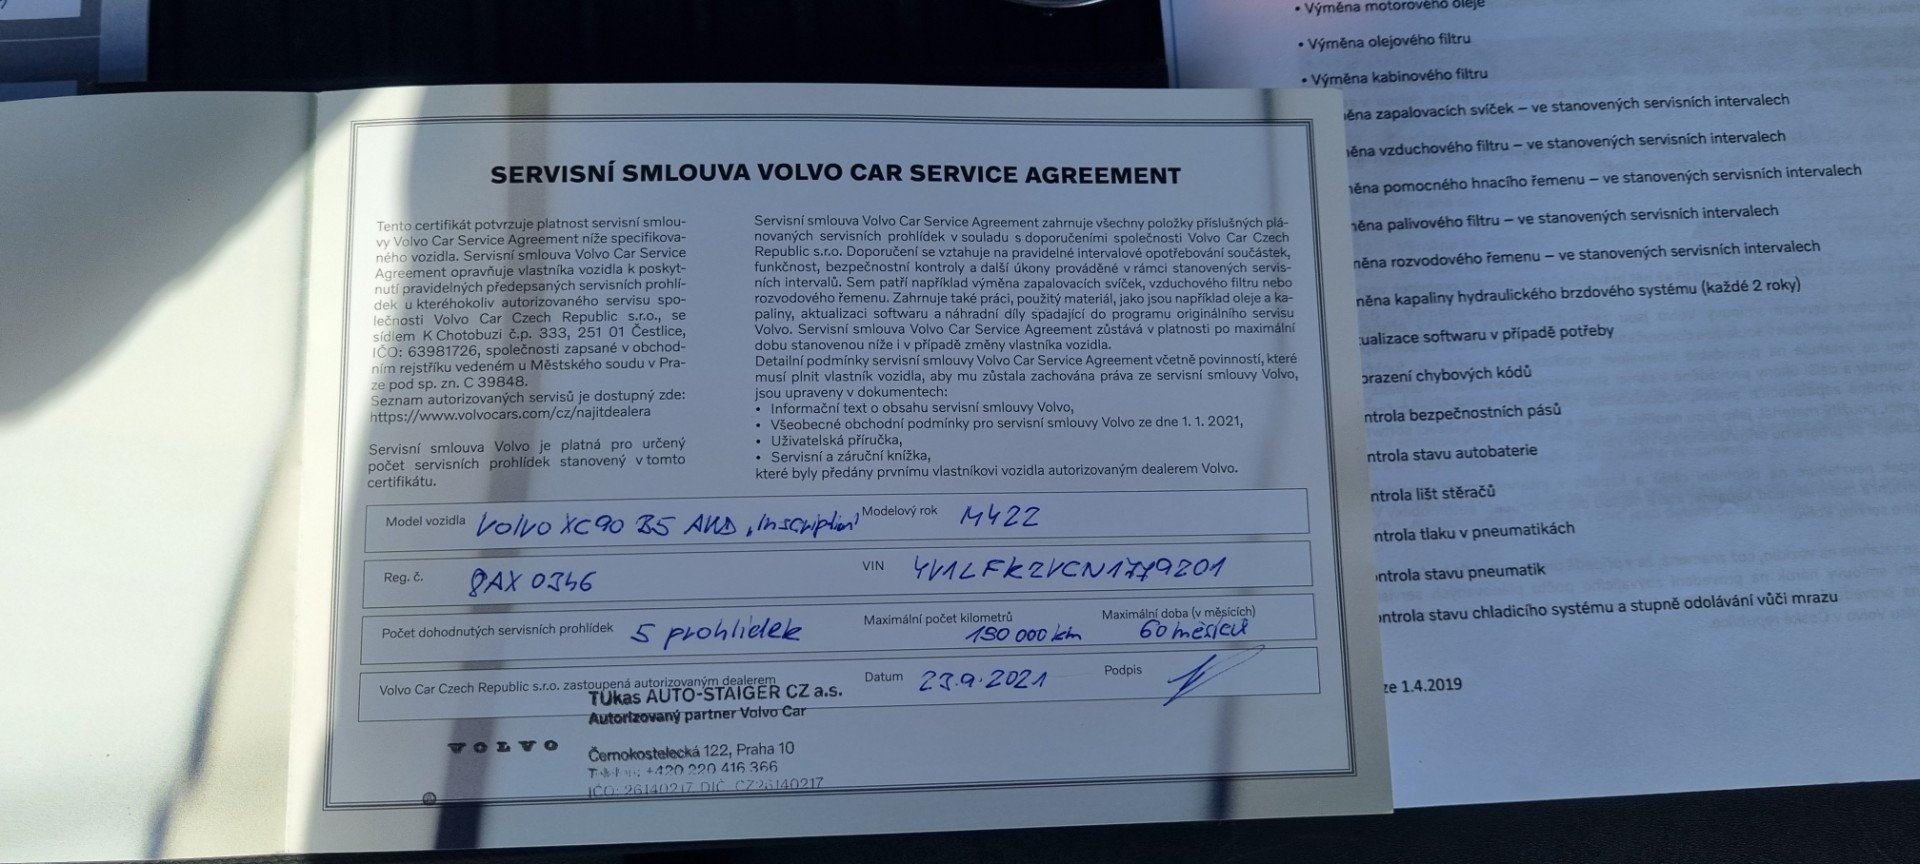 SERVISNÍ SMLOUVA VOLVO CAR SERVICE AGREEMENT
Tento certifikát potvrzuje platnost servisní smlou-
vy Volvo Car Service Agreement níže specifikova-
ného vozidla. Servisní smlouva Volvo Car Service
Agreement opravňuje vlastníka vozidla k poskyt-
nutí pravidelných předepsaných servisních prohlí-
dek u kteréhokoliv autorizovaného servisu spo-
lečnosti Volvo Car Czech Republic s.r.o., se
sídlem K Chotobuzi č.p. 333, 251 01 Čestlice,
IČO: 63981726, společnosti zapsané v obchod-
ním rejstříku vedeném u Městského soudu v Pra-
ze pod sp. zn. C 39848.
Seznam autorizovaných servisů je dostupný zde:
https://www.volvocars.com/cz/najitdealera
Servisní smlouva Volvo je platná pro určený
počet servisních prohlídek stanovený v tomto
certifikátu.
Servisní smlouva Volvo Car Service Agreement zahrnuje všechny položky příslušných plá-
novaných servisních prohlídek v souladu s doporučeními společnosti Volvo Car Czech
Republic s.r.o. Doporučení se vztahuje na pravidelné intervalové opotřebování součástek,
funkčnost, bezpečnostní kontroly a další úkony prováděné v rámci stanovených servis-
ních intervalů. Sem patří například výměna zapalovacích svíček, vzduchového filtru nebo
rozvodového řemenu. Zahrnuje také práci, použitý materiál, jako jsou například oleje a ka-
paliny, aktualizaci softwaru a náhradní díly spadající do programu originálního servisu
Volvo. Servisní smlouva Volvo Car Service Agreement zůstává v platnosti po maximální
dobu stanovenou níže i v případě změny vlastníka vozidla.
Detailní podmínky servisní smlouvy Volvo Car Service Agreement včetně povinností, které
musí plnit vlastník vozidla, aby mu zůstala zachována práva ze servisní smlouvy Volvo,
jsou upraveny v dokumentech:
• Informační text o obsahu servisní smlouvy Volvo,
• Všeobecné obchodní podmínky pro servisní smlouvy Volvo ze dne 1. 1. 2021,
• Uživatelská příručka,
• Servisní a záruční knížka,
které byly předány prvnímu vlastníkovi vozidla autorizovaným dealerem Volvo.
Model vozidla Volvo XC90 B5 AWD „Inscription" Modelový rok MY22
Reg. č. 8AX 0346 VIN YV1LFK2VCN1779201
Počet dohodnutých servisních prohlídek 5 prohlídek Maximální počet kilometrů 150 000 km Maximální doba (v měsících) 60 měsíců
Volvo Car Czech Republic s.r.o. zastoupená autorizovaným dealerem Datum 23.9.2021 Podpis
TUkas AUTO-STAIGER CZ a.s.
Autorizovaný partner Volvo Car
VOLVO
Černokostelecká 122, Praha 10
+420 220 416 366
IČO: 26140217, DIČ: CZ26140217
• Výměna motorového oleje
• Výměna olejového filtru
• Výměna kabinového filtru
ěna zapalovacích svíček – ve stanovených servisních intervalech
ěna vzduchového filtru – ve stanovených servisních intervalech
ěna pomocného hnacího řemenu – ve stanovených servisních intervalech
ěna palivového filtru – ve stanovených servisních intervalech
něna rozvodového řemenu – ve stanovených servisních intervalech
něna kapaliny hydraulického brzdového systému (každé 2 roky)
ualizace softwaru v případě potřeby
razení chybových kódů
ntrola bezpečnostních pásů
ntrola stavu autobaterie
ntrola lišt stěračů
ntrola tlaku v pneumatikách
ontrola stavu pneumatik
ontrola stavu chladicího systému a stupně odolávání vůči mrazu
ze 1.4.2019